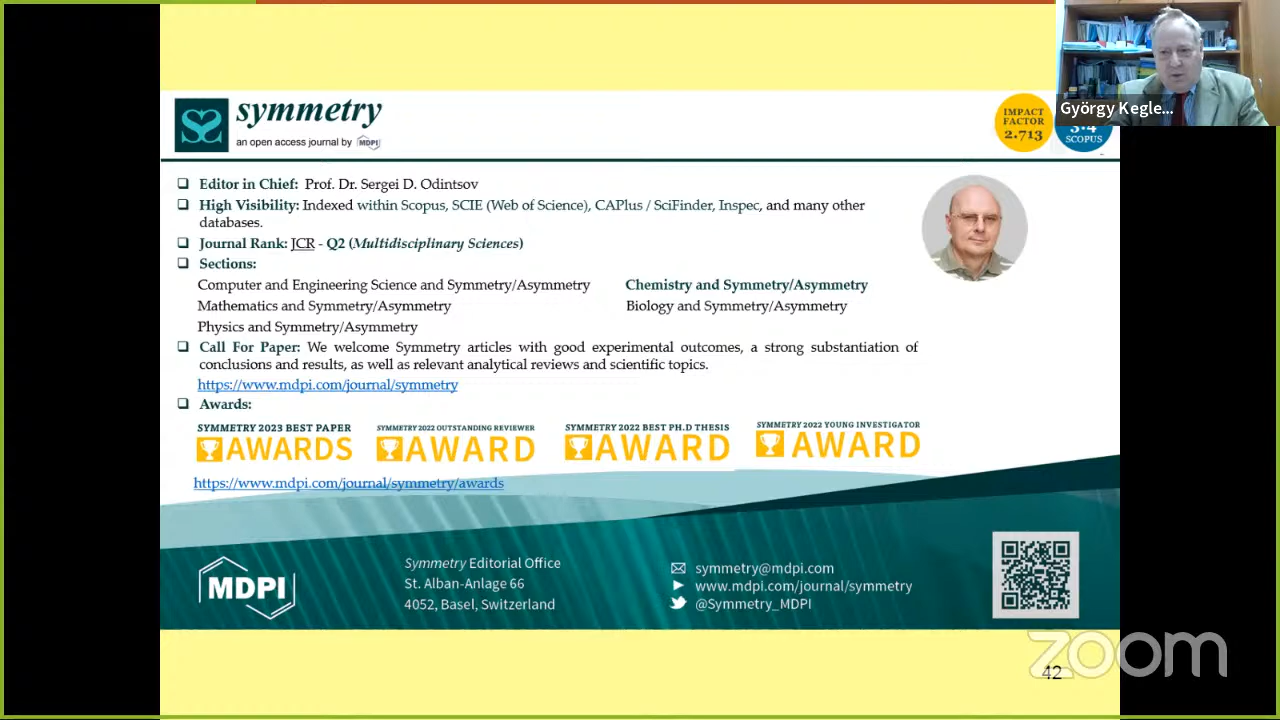 symmetry
an open access journal by MDPI
IMPACT
FACTOR
2.713
SCOPUS
György Kegle...
❑ Editor in Chief: Prof. Dr. Sergei D. Odintsov
❑ High Visibility: Indexed within Scopus, SCIE (Web of Science), CAPlus / SciFinder, Inspec, and many other
databases.
❑ Journal Rank: JCR - Q2 (Multidisciplinary Sciences)
❑ Sections:
Computer and Engineering Science and Symmetry/Asymmetry
Chemistry and Symmetry/Asymmetry
Mathematics and Symmetry/Asymmetry
Biology and Symmetry/Asymmetry
Physics and Symmetry/Asymmetry
❑ Call For Paper: We welcome Symmetry articles with good experimental outcomes, a strong substantiation of
conclusions and results, as well as relevant analytical reviews and scientific topics.
https://www.mdpi.com/journal/symmetry
❑ Awards:
SYMMETRY 2023 BEST PAPER
AWARDS
SYMMETRY 2022 OUTSTANDING REVIEWER
AWARD
SYMMETRY 2022 BEST PH.D THESIS
AWARD
SYMMETRY 2022 YOUNG INVESTIGATOR
AWARD
https://www.mdpi.com/journal/symmetry/awards
MDPI
Symmetry Editorial Office
St. Alban-Anlage 66
4052, Basel, Switzerland
symmetry@mdpi.com
www.mdpi.com/journal/symmetry
@Symmetry_MDPI
zoom
42